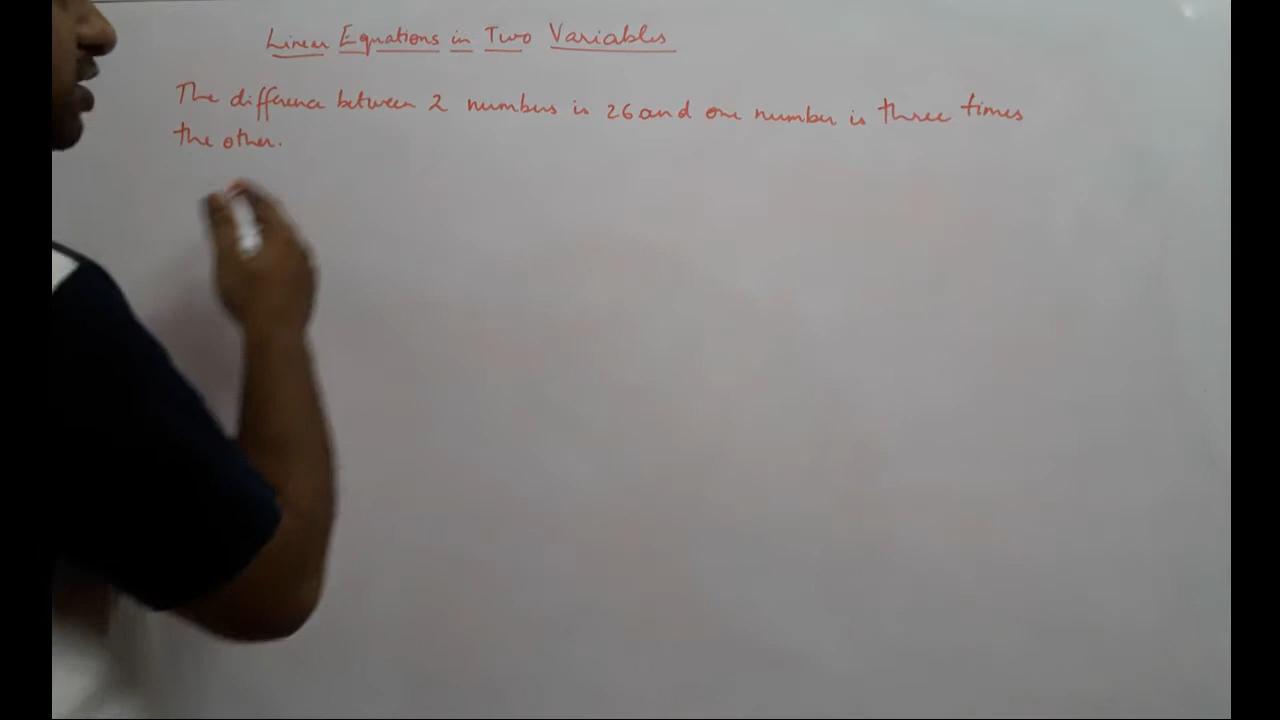 Linear Equations in Two Variables
The difference between 2 numbers is 26 and one number is three times
the other.